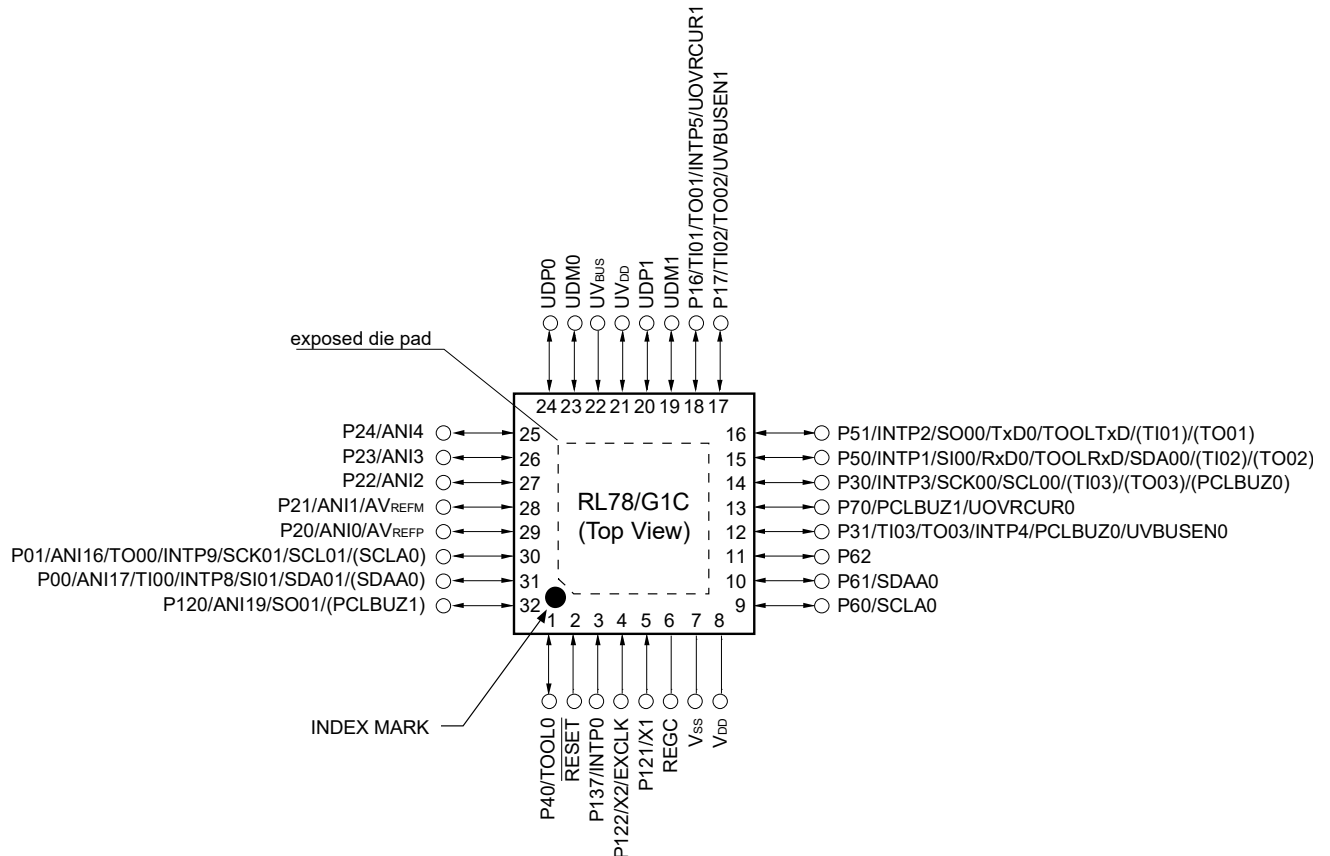 UDP0
UDM0
UVBUS
UVDD
UDP1
UDM1
P16/TI01/TO01/INTP5/UOVRCUR1
P17/TI02/TO02/UVBUSEN1
exposed die pad
24 23 22 21 20 19 18 17
P24/ANI4 25
P23/ANI3 26
P22/ANI2 27
P21/ANI1/AVREFM 28
P20/ANI0/AVREFP 29
P01/ANI16/TO00/INTP9/SCK01/SCL01/(SCLA0) 30
P00/ANI17/TI00/INTP8/SI01/SDA01/(SDAA0) 31
P120/ANI19/SO01/(PCLBUZ1) 32
RL78/G1C
(Top View)
16 P51/INTP2/SO00/TxD0/TOOLTxD/(TI01)/(TO01)
15 P50/INTP1/SI00/RxD0/TOOLRxD/SDA00/(TI02)/(TO02)
14 P30/INTP3/SCK00/SCL00/(TI03)/(TO03)/(PCLBUZ0)
13 P70/PCLBUZ1/UOVRCUR0
12 P31/TI03/TO03/INTP4/PCLBUZ0/UVBUSEN0
11 P62
10 P61/SDAA0
9 P60/SCLA0
1 2 3 4 5 6 7 8
INDEX MARK
P40/TOOL0
RESET
P137/INTP0
P122/X2/EXCLK
P121/X1
REGC
VSS
VDD